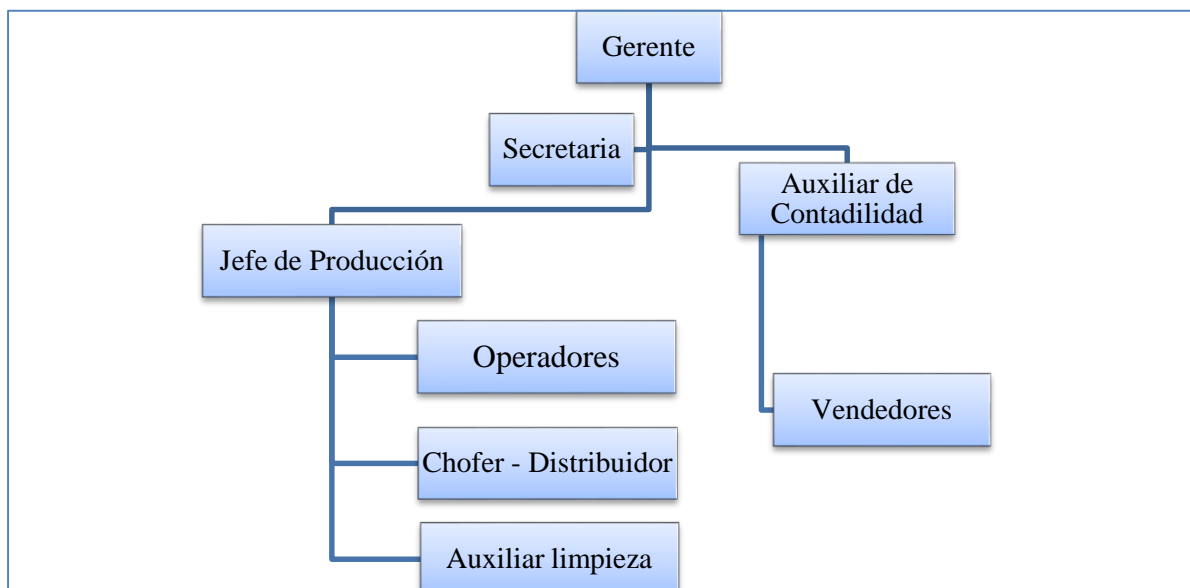 Gerente
Secretaria
Auxiliar de
Contadilidad
Jefe de Producción
Operadores
Vendedores
Chofer - Distribuidor
Auxiliar limpieza